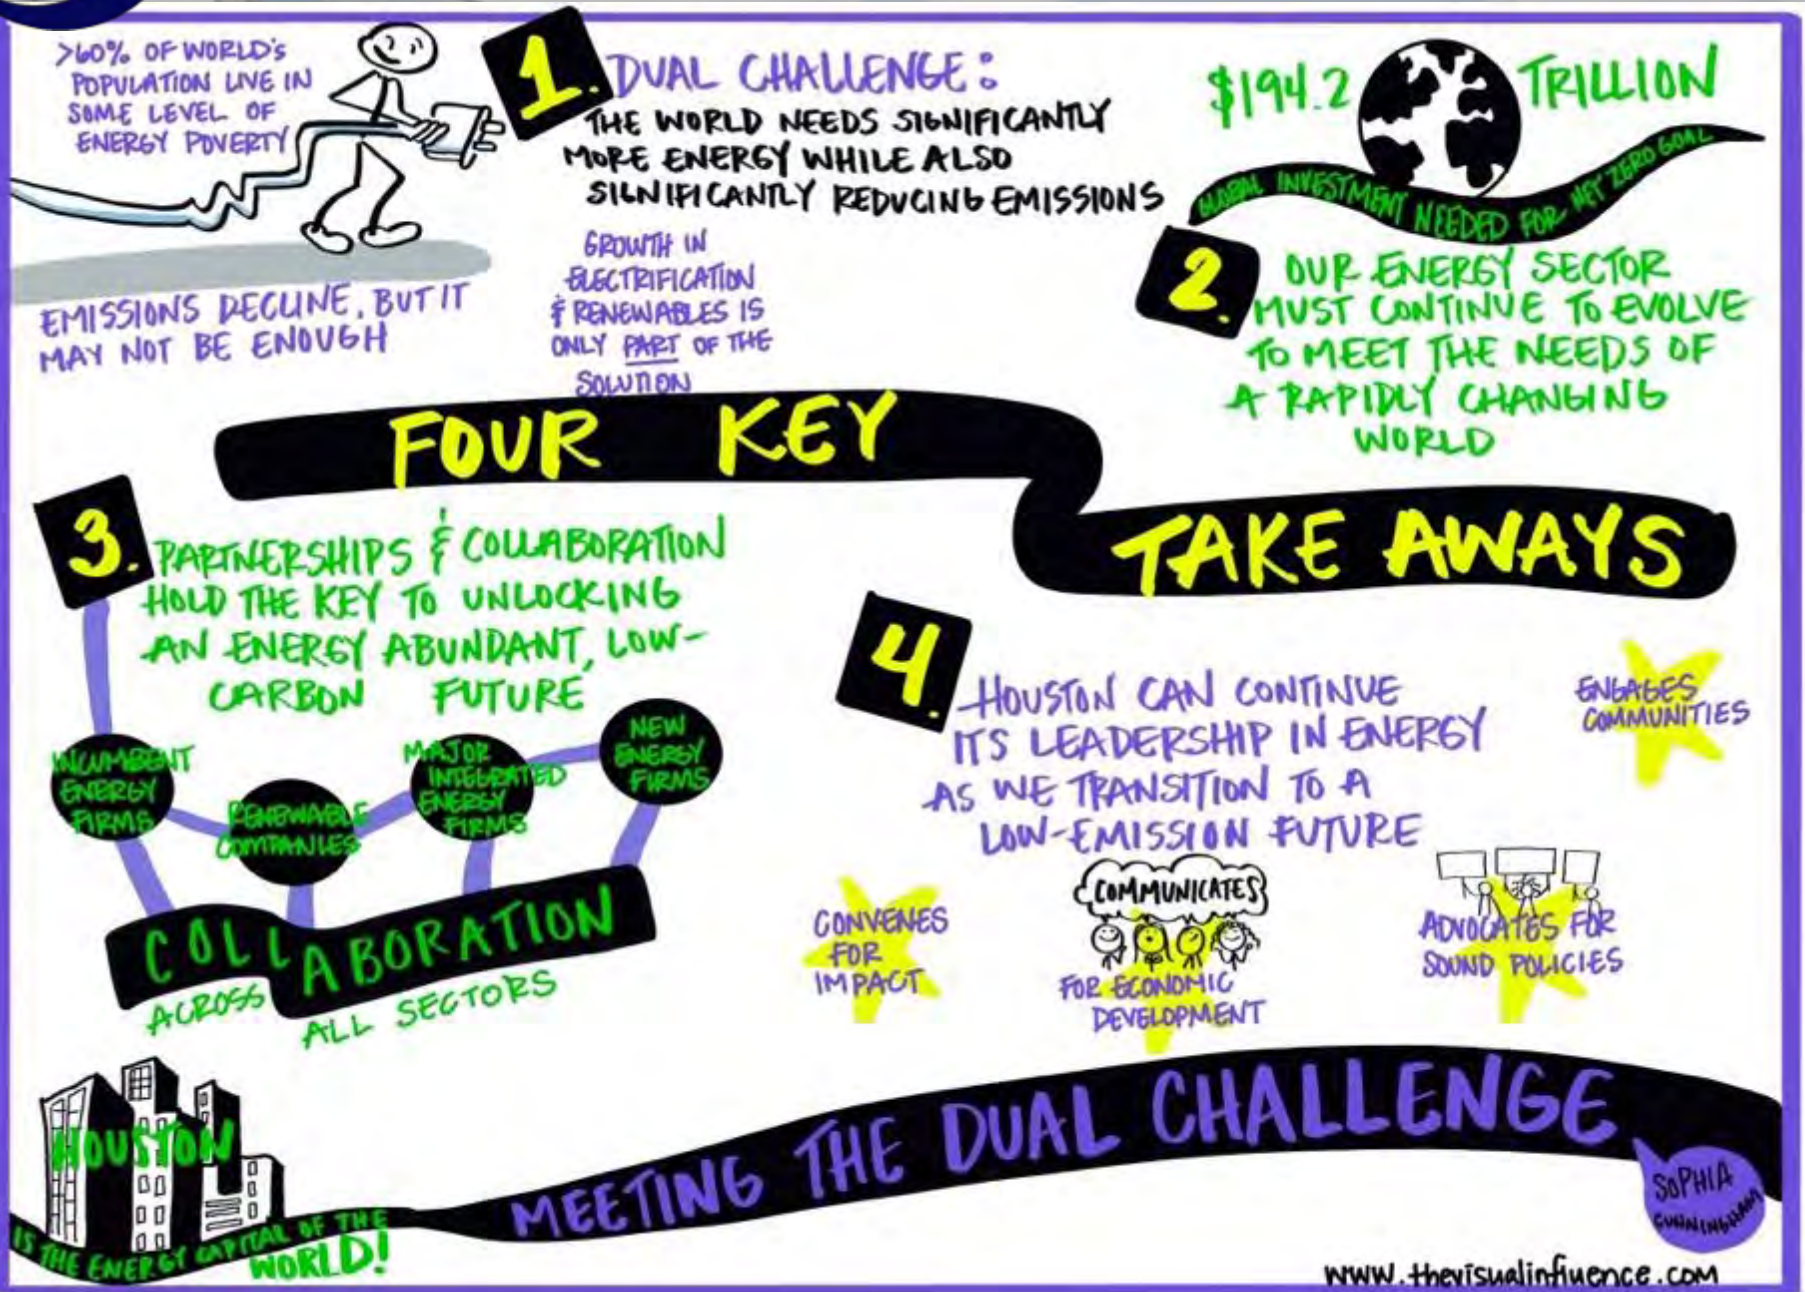 >60% OF WORLD'S
POPULATION LIVE IN
SOME LEVEL OF
ENERGY POVERTY
EMISSIONS DECLINE, BUT IT
MAY NOT BE ENOUGH
1. DUAL CHALLENGE:
THE WORLD NEEDS SIGNIFICANTLY
MORE ENERGY WHILE ALSO
SIGNIFICANTLY REDUCING EMISSIONS
GROWTH IN
ELECTRIFICATION
& RENEWABLES IS
ONLY PART OF THE
SOLUTION
$194.2 TRILLION
GLOBAL INVESTMENT NEEDED FOR NET ZERO GOAL
2. OUR ENERGY SECTOR
MUST CONTINUE TO EVOLVE
TO MEET THE NEEDS OF
A RAPIDLY CHANGING
WORLD
FOUR KEY
TAKE AWAYS
3. PARTNERSHIPS & COLLABORATION
HOLD THE KEY TO UNLOCKING
AN ENERGY ABUNDANT, LOW-
CARBON FUTURE
INCUMBENT
ENERGY
FIRMS
RENEWABLE
COMPANIES
MAJOR
INTEGRATED
ENERGY
FIRMS
NEW
ENERGY
FIRMS
COLLABORATION
ACROSS ALL SECTORS
4. HOUSTON CAN CONTINUE
ITS LEADERSHIP IN ENERGY
AS WE TRANSITION TO A
LOW-EMISSION FUTURE
ENGAGES
COMMUNITIES
CONVENES
FOR
IMPACT
COMMUNICATES
FOR ECONOMIC
DEVELOPMENT
ADVOCATES FOR
SOUND POLICIES
HOUSTON
IS THE ENERGY CAPITAL OF THE
WORLD!
MEETING THE DUAL CHALLENGE
SOPHIA
CUNNINGHAM
www.thevisualinfluence.com